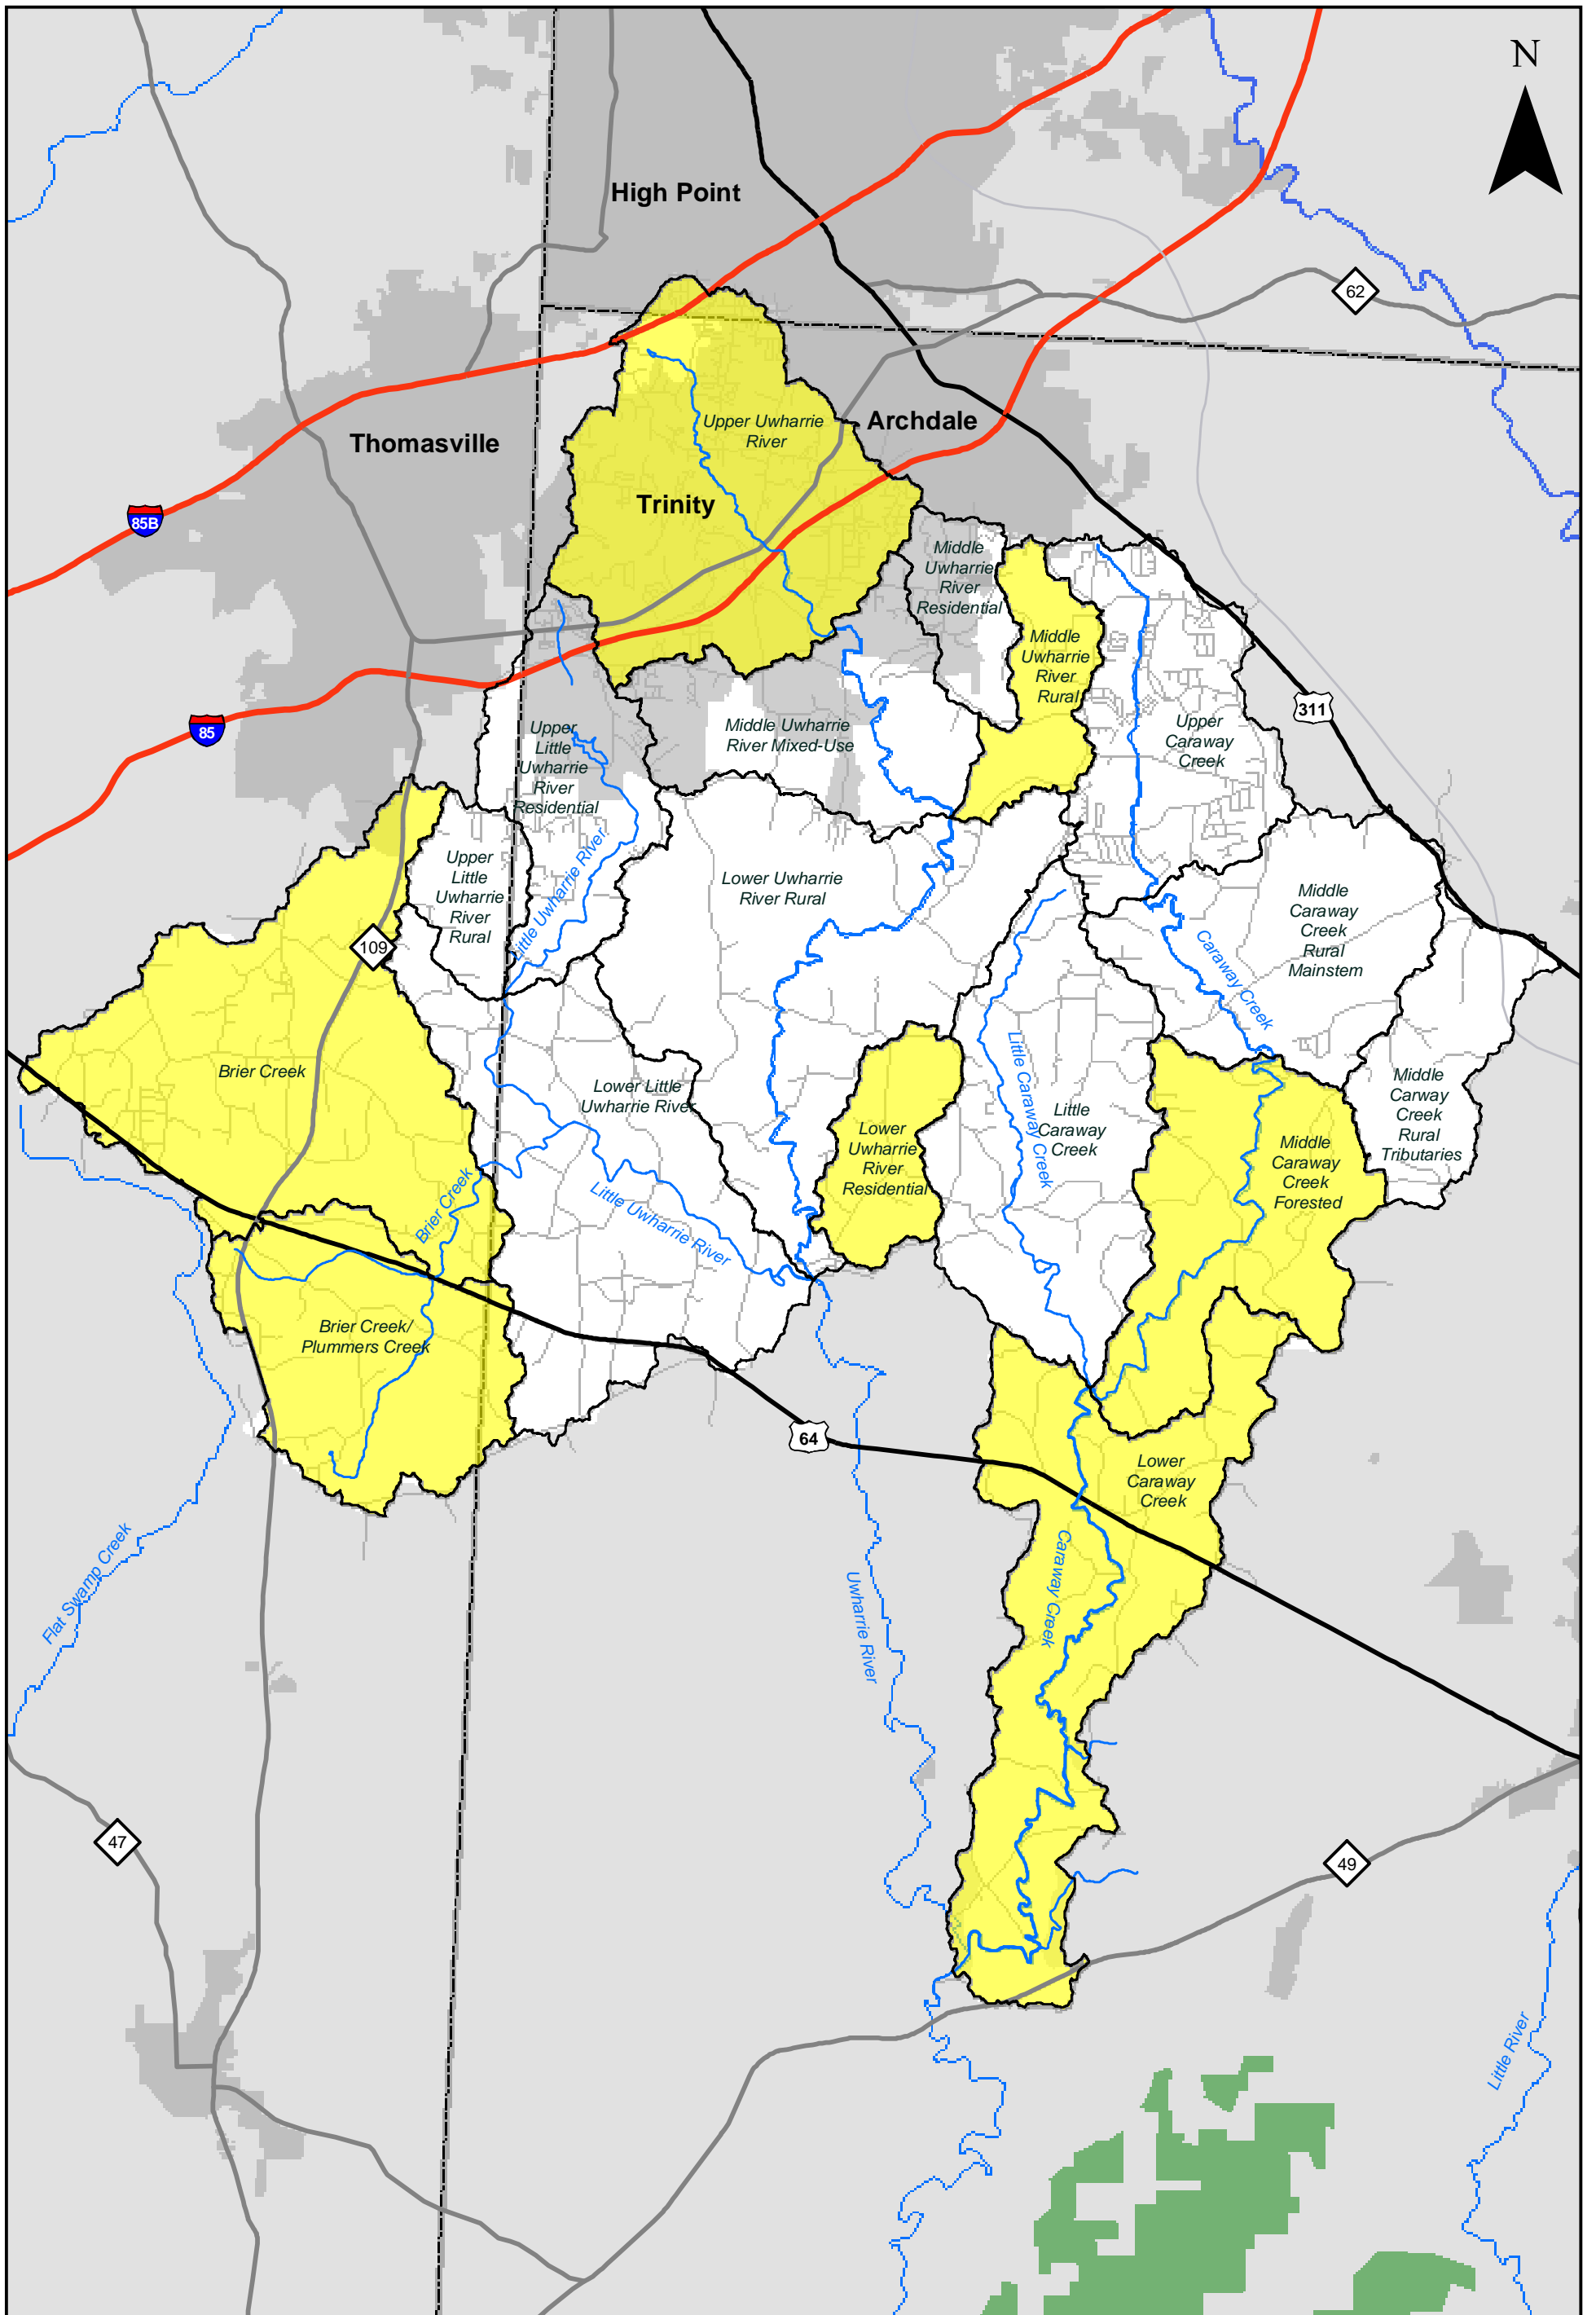 N
High Point
62
Upper Uwharrie
River
Archdale
Thomasville
Trinity
85B
Middle
Uwharrie
River
Residential
Middle
Uwharrie
River
Rural
311
85
Upper
Little
Uwharrie
River
Residential
Middle Uwharrie
River Mixed-Use
Upper
Caraway
Creek
Upper
Little
Uwharrie
River
Rural
Little Uwharrie River
Lower Uwharrie
River Rural
Middle
Caraway
Creek
Rural
Mainstem
109
Caraway Creek
Brier Creek
Lower Little
Uwharrie River
Little Caraway Creek
Little
Caraway
Creek
Middle
Carway
Creek
Rural
Tributaries
Lower
Uwharrie
River
Residential
Middle
Caraway
Creek
Forested
Brier Creek
Little Uwharrie River
Brier Creek/
Plummers Creek
64
Lower
Caraway
Creek
Flat Swamp Creek
Uwharrie River
Caraway Creek
47
49
Little River